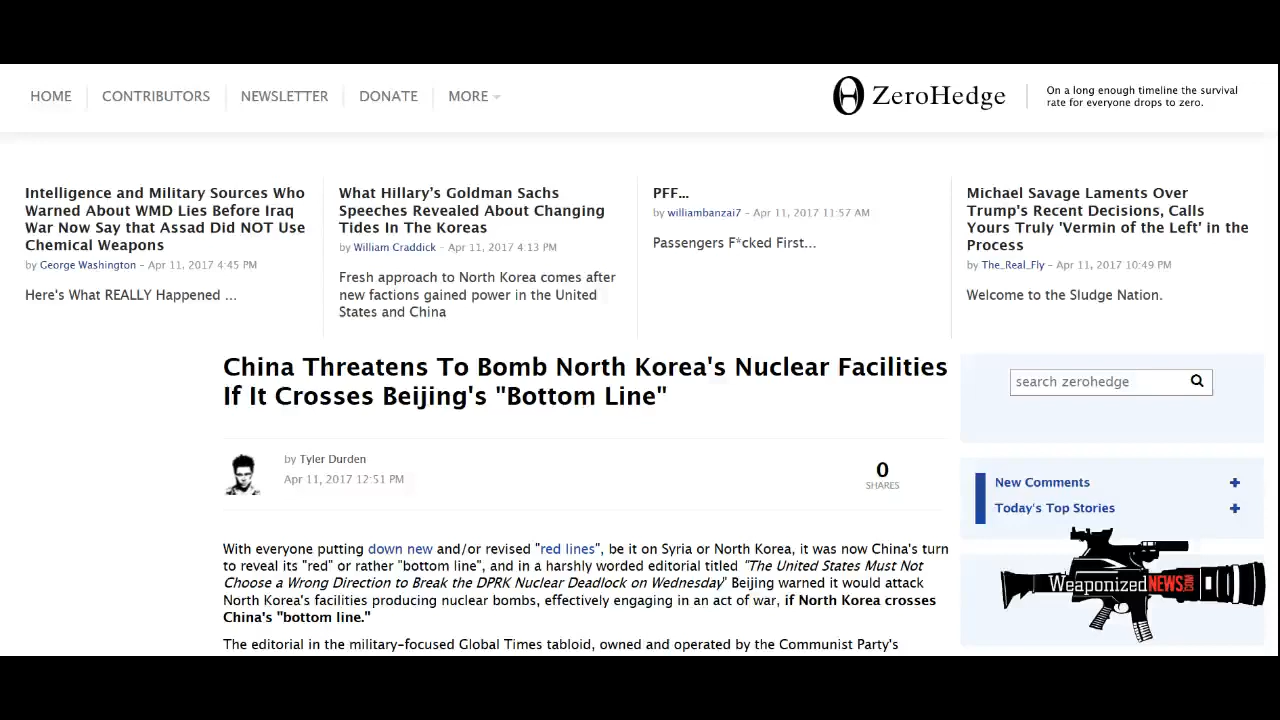 HOME
CONTRIBUTORS
NEWSLETTER
DONATE
MORE
ZeroHedge
On a long enough timeline the survival
rate for everyone drops to zero.
Intelligence and Military Sources Who
Warned About WMD Lies Before Iraq
War Now Say that Assad Did NOT Use
Chemical Weapons
by George Washington - Apr 11, 2017 4:45 PM
Here's What REALLY Happened ...
What Hillary's Goldman Sachs
Speeches Revealed About Changing
Tides In The Koreas
by William Craddick - Apr 11, 2017 4:13 PM
Fresh approach to North Korea comes after
new factions gained power in the United
States and China
PFF...
by williambanzai7 - Apr 11, 2017 11:57 AM
Passengers F*cked First...
Michael Savage Laments Over
Trump's Recent Decisions, Calls
Yours Truly 'Vermin of the Left' in the
Process
by The_Real_Fly - Apr 11, 2017 10:49 PM
Welcome to the Sludge Nation.
China Threatens To Bomb North Korea's Nuclear Facilities
If It Crosses Beijing's "Bottom Line"
by Tyler Durden
Apr 11, 2017 12:51 PM
0
SHARES
With everyone putting down new and/or revised "red lines", be it on Syria or North Korea, it was now China's turn
to reveal its "red" or rather "bottom line", and in a harshly worded editorial titled "The United States Must Not
Choose a Wrong Direction to Break the DPRK Nuclear Deadlock on Wednesday" Beijing warned it would attack
North Korea's facilities producing nuclear bombs, effectively engaging in an act of war, if North Korea crosses
China's "bottom line."
The editorial in the military-focused Global Times tabloid, owned and operated by the Communist Party's
search zerohedge
New Comments
Today's Top Stories
WeaponizedNEWS.COM